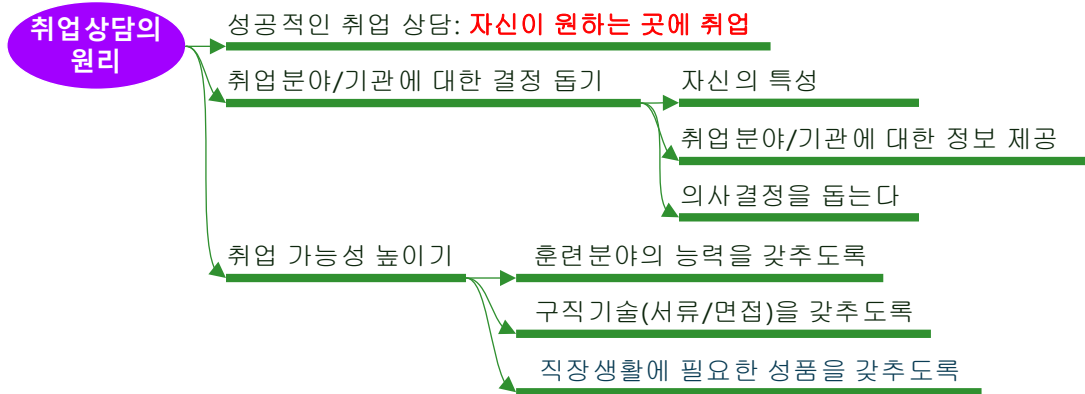 취업상담의
원리
성공적인 취업 상담: 자신이 원하는 곳에 취업
취업분야/기관에 대한 결정 돕기
자신의 특성
취업분야/기관에 대한 정보 제공
의사결정을 돕는다
취업 가능성 높이기
훈련분야의 능력을 갖추도록
구직기술(서류/면접)을 갖추도록
직장생활에 필요한 성품을 갖추도록